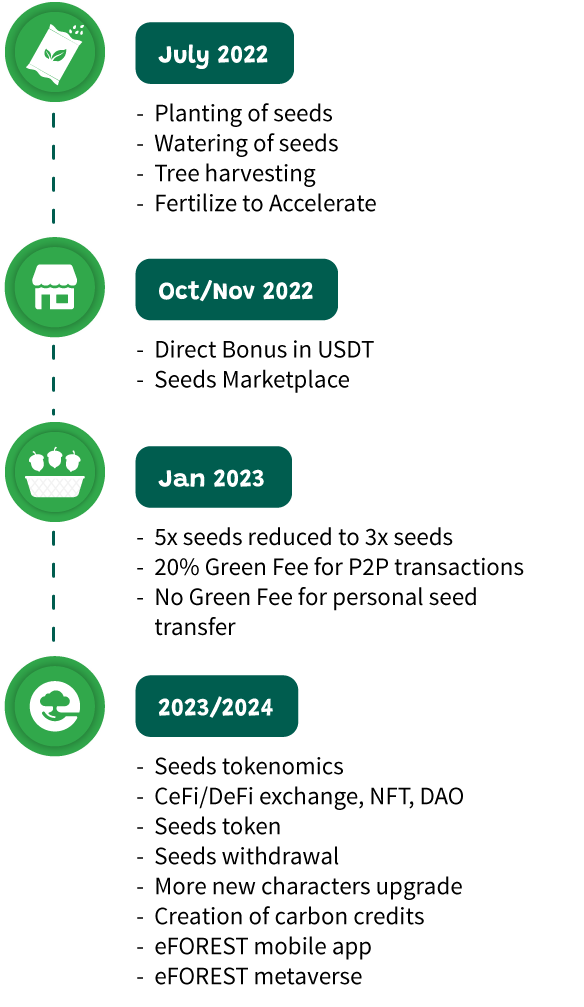 July 2022
- Planting of seeds
- Watering of seeds
- Tree harvesting
- Fertilize to Accelerate
Oct/Nov 2022
- Direct Bonus in USDT
- Seeds Marketplace
Jan 2023
- 5x seeds reduced to 3x seeds
- 20% Green Fee for P2P transactions
- No Green Fee for personal seed
transfer
2023/2024
- Seeds tokenomics
- CeFi/DeFi exchange, NFT, DAO
- Seeds token
- Seeds withdrawal
- More new characters upgrade
- Creation of carbon credits
- eFOREST mobile app
- eFOREST metaverse